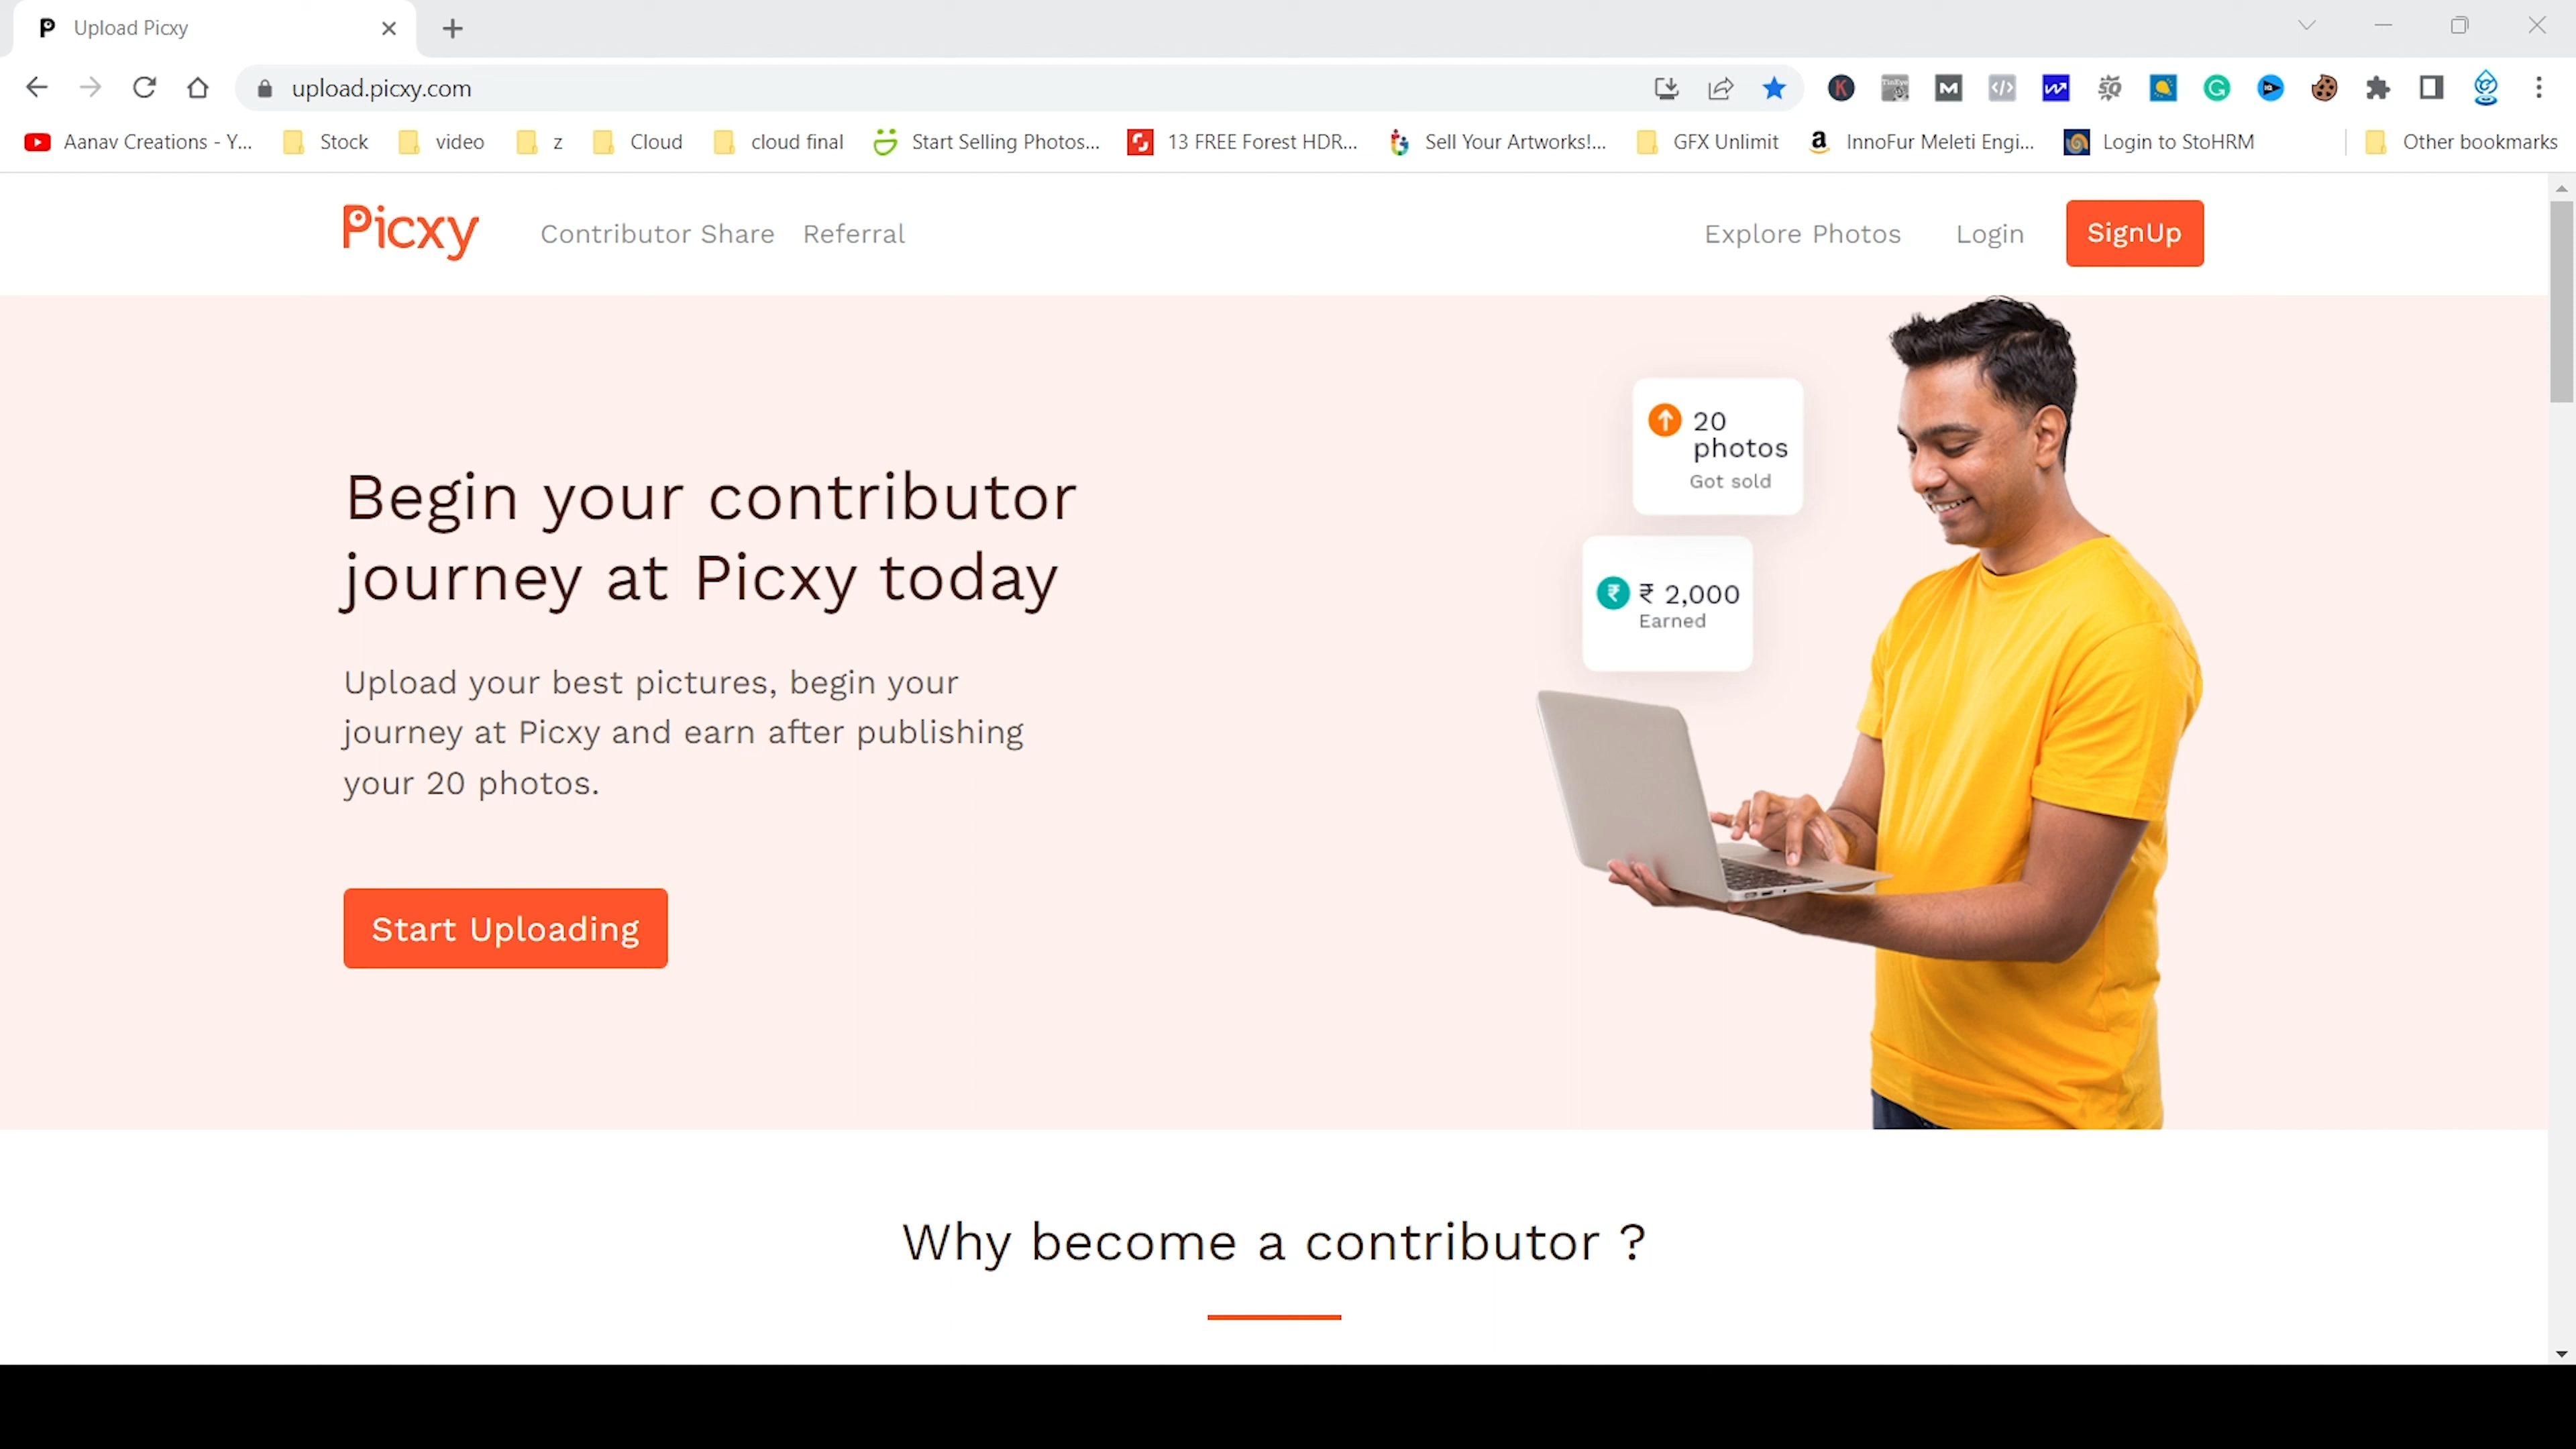 Upload Picxy
upload.picxy.com
Aanav Creations - Y...
Stock
video
z
Cloud
cloud final
Start Selling Photos...
13 FREE Forest HDR...
Sell Your Artworks!...
GFX Unlimit
InnoFur Meleti Engi...
Login to StoHRM
Other bookmarks
Picxy
Contributor Share
Referral
Explore Photos
Login
SignUp
Begin your contributor
journey at Picxy today
Upload your best pictures, begin your
journey at Picxy and earn after publishing
your 20 photos.
Start Uploading
20
photos
Got sold
₹ 2,000
Earned
Why become a contributor ?